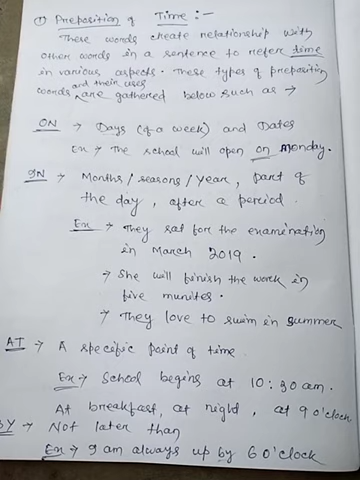 ① Preposition of Time :-
These words create relationship with
other words in a sentence to refer time
in various aspects. These types of preposition
and their uses
words are gathered below such as →
ON → Days (of a week) and Dates
Ex → The school will open on Monday.
IN → Months / seasons / Year, part of
the day, after a period.
Ex → They sat for the examination
in March 2019.
→ She will finish the work in
five munites.
→ They love to swim in summer
AT → A specific point of time.
Ex → School begins at 10:30 am.
At breakfast, at night, at 9 o'clock
BY → Not later than
Ex → I am always up by 6 o'clock